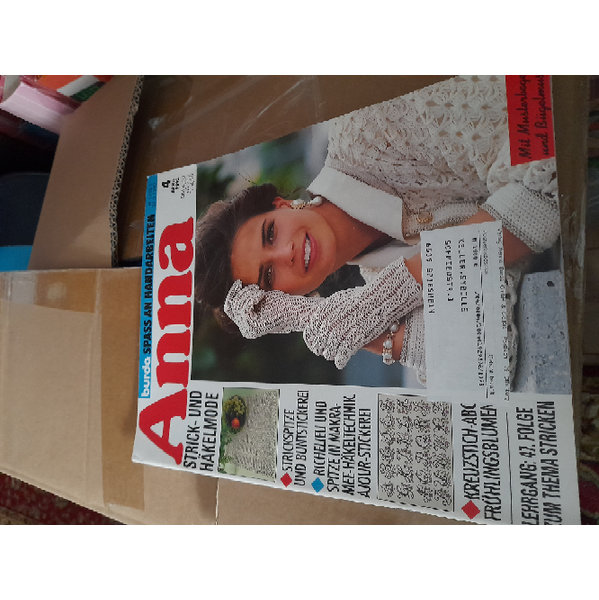 burda SPASS AN HANDARBEITEN
Anna
4
STRICK- UND
HÄKELMODE
STRICKSPITZE
UND BUNTSTICKEREI
RICHELIEU UND
SPITZE IN MAKRA-
MEE-HÄKELTECHNIK
AJOUR-STICKEREI
KREUZSTICH-ABC
FRÜHLINGSBLUMEN
LEHRGANG: 47. FOLGE
ZUM THEMA STRICKEN
Mit Musterbogen
und Bügelmus